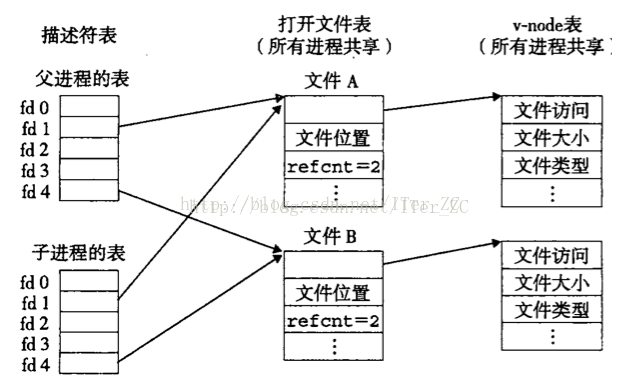 描述符表
打开文件表
(所有进程共享)
v-node表
(所有进程共享)
父进程的表
fd 0
fd 1
fd 2
fd 3
fd 4
文件 A
文件位置
refcnt=2
⋮
文件访问
文件大小
文件类型
⋮
http://blog.csdn.net/ITer_ZC
子进程的表
fd 0
fd 1
fd 2
fd 3
fd 4
文件 B
文件位置
refcnt=2
⋮
文件访问
文件大小
文件类型
⋮